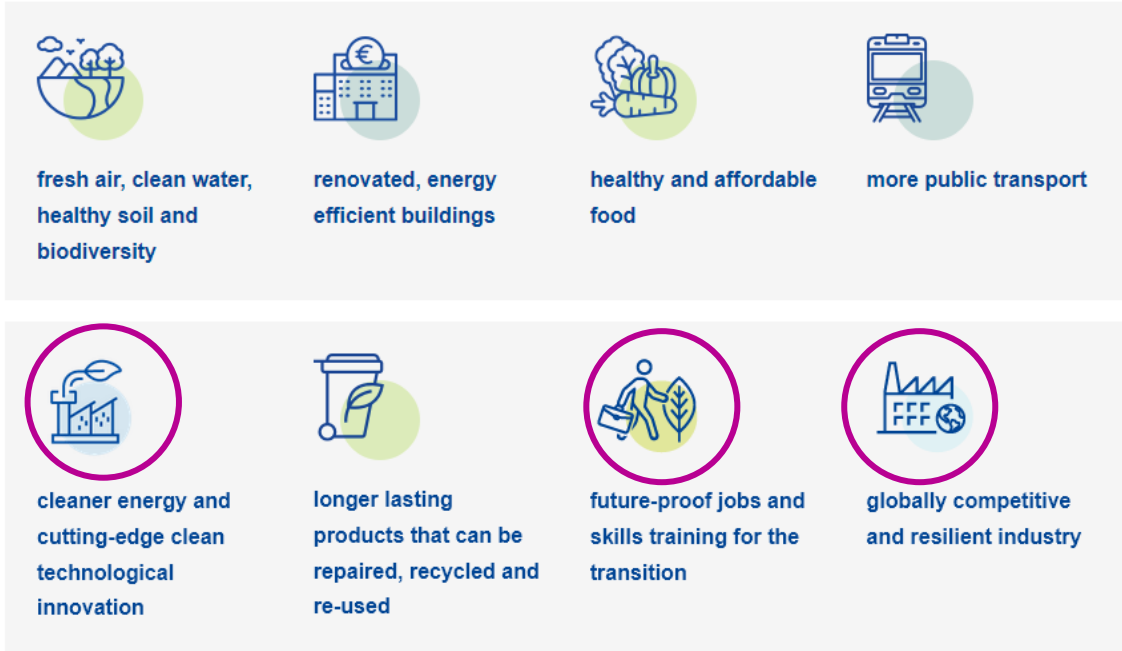 €
fresh air, clean water,
healthy soil and
biodiversity
renovated, energy
efficient buildings
healthy and affordable
food
more public transport
cleaner energy and
cutting-edge clean
technological
innovation
longer lasting
products that can be
repaired, recycled and
re-used
future-proof jobs and
skills training for the
transition
globally competitive
and resilient industry